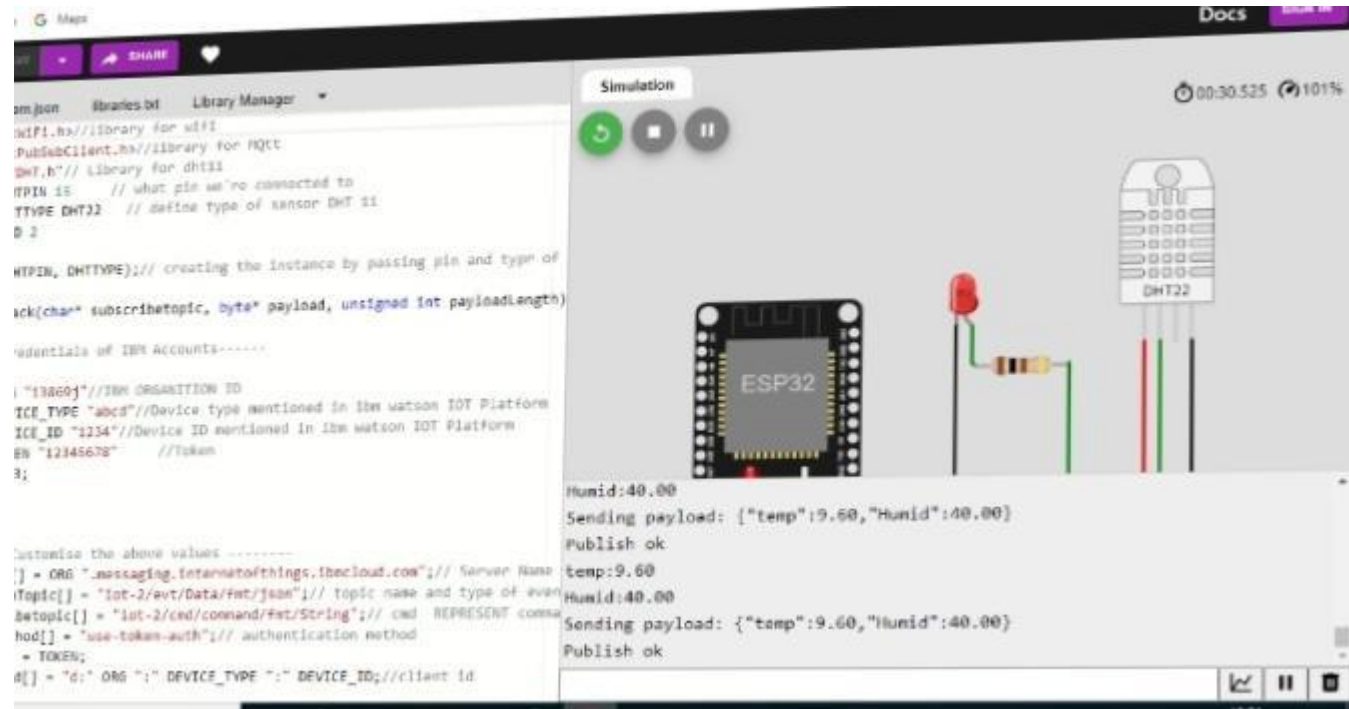 Maps
Docs
SHARE
libraries.txt
Library Manager
Simulation
00:30.525
101%
WiFi.h>//library for wifi
PubSubClient.h>//library for MQtt
DHT.h"// Library for dht11
TPIN 15 // what pin we're connected to
TTYPE DHT22 // define type of sensor DHT 11
D 2
HTPIN, DHTTYPE);// creating the instance by passing pin and typr of
ack(char* subscribetopic, byte* payload, unsigned int payloadLength)
redentials of IBM Accounts------
"13869j"//IBM ORGANITION ID
ICE_TYPE "abcd"//Device type mentioned in ibm watson IOT Platform
ICE_ID "1234"//Device ID mentioned in ibm watson IOT Platform
EN "12345678" //Token
3;
Customise the above values --------
[] = ORG ".messaging.internetofthings.ibmcloud.com";// Server Name
hTopic[] = "iot-2/evt/Data/fmt/json";// topic name and type of even
betopic[] = "iot-2/cmd/command/fmt/String";// cmd REPRESENT comma
hod[] = "use-token-auth";// authentication method
= TOKEN;
d[] = "d:" ORG ":" DEVICE_TYPE ":" DEVICE_ID;//client id
DHT22
ESP32
Humid:40.00
Sending payload: {"temp":9.60,"Humid":40.00}
Publish ok
temp:9.60
Humid:40.00
Sending payload: {"temp":9.60,"Humid":40.00}
Publish ok